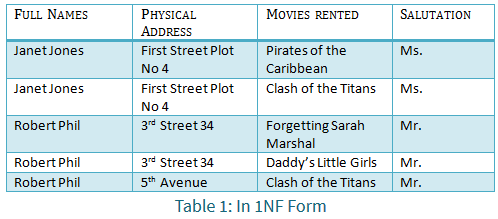 FULL NAMES PHYSICAL ADDRESS MOVIES RENTED SALUTATION
Janet Jones First Street Plot No 4 Pirates of the Caribbean Ms.
Janet Jones First Street Plot No 4 Clash of the Titans Ms.
Robert Phil 3rd Street 34 Forgetting Sarah Marshal Mr.
Robert Phil 3rd Street 34 Daddy's Little Girls Mr.
Robert Phil 5th Avenue Clash of the Titans Mr.
Table 1: In 1NF Form